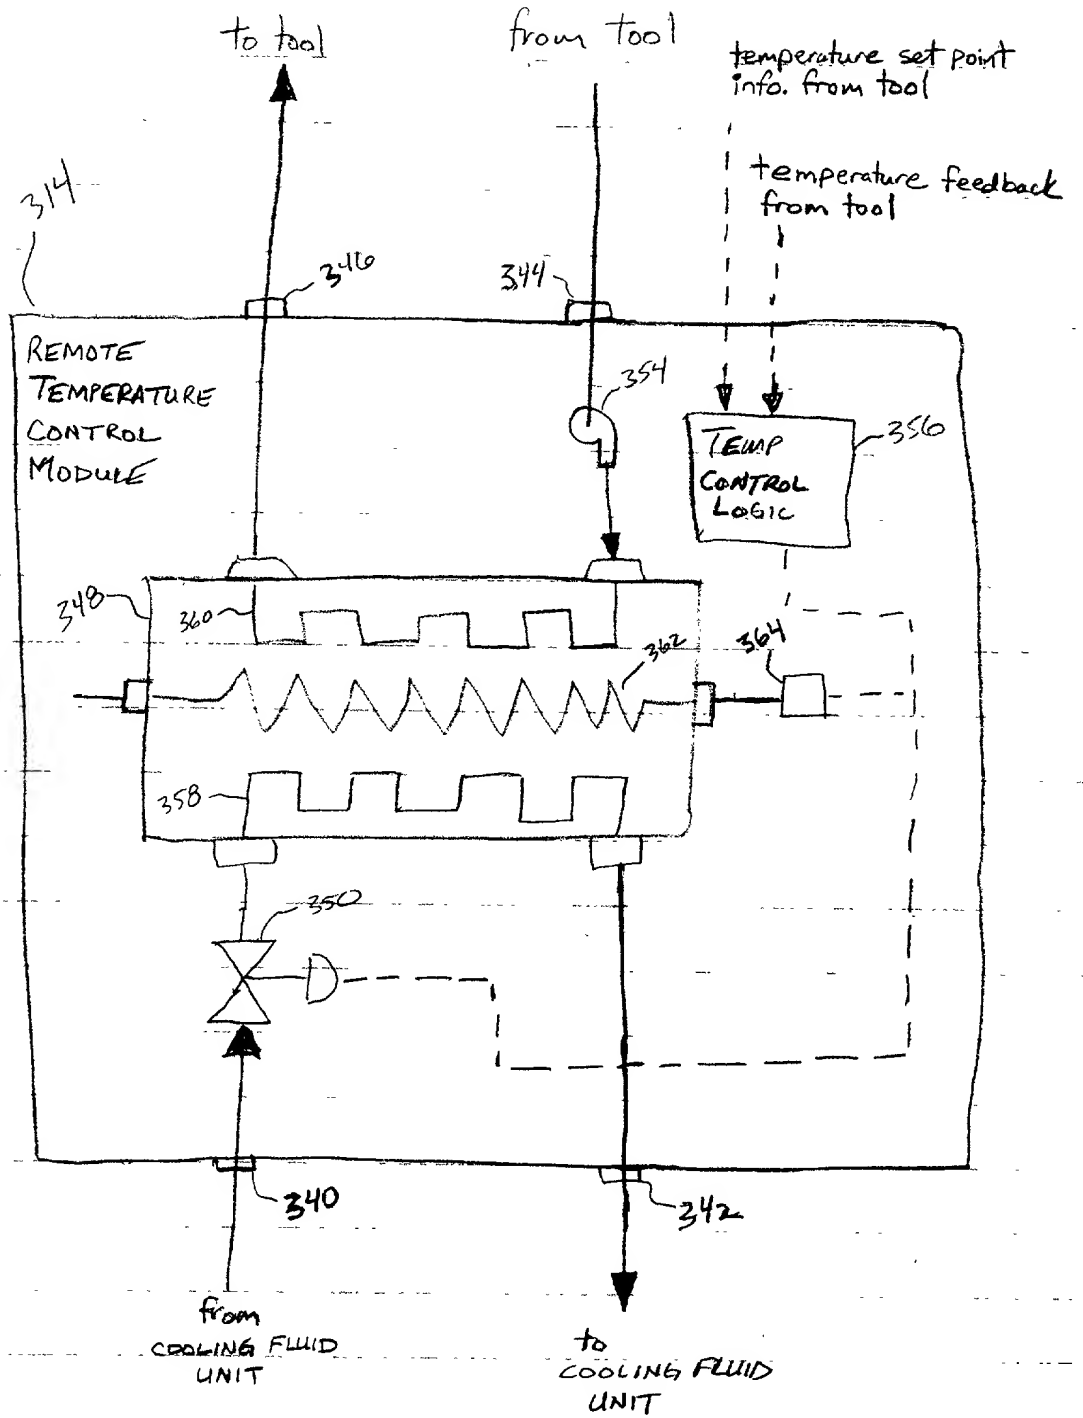 to tool
from tool
temperature set point
info. from tool
temperature feedback
from tool
314
346
344
REMOTE
TEMPERATURE
CONTROL
MODULE
354
356
TEMP
CONTROL
LOGIC
348
360
362
364
358
350
340
342
from
COOLING FLUID
UNIT
to
COOLING FLUID
UNIT